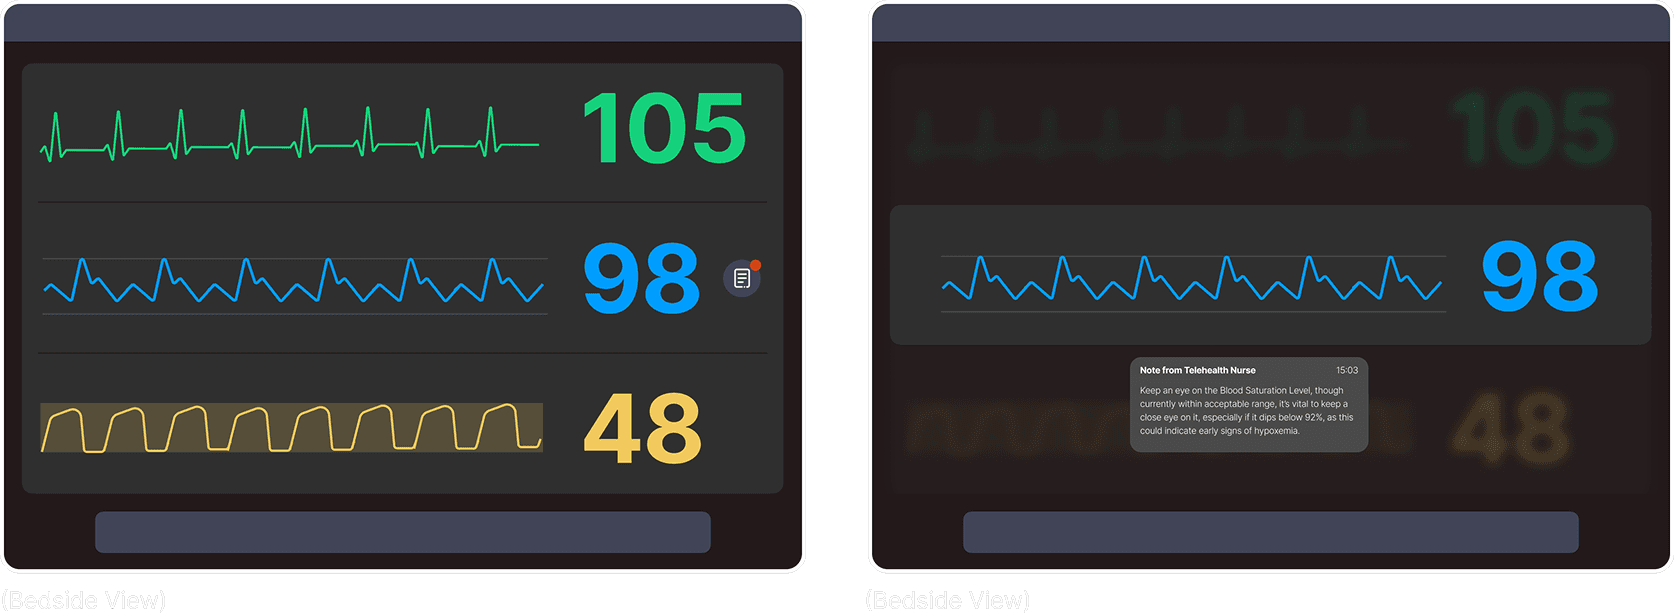 105
98
48
(Bedside View)
105
98
Note from Telehealth Nurse 15:03
Keep an eye on the Blood Saturation Level, though
currently within acceptable range, it's vital to keep a
close eye on it, especially if it dips below 92%, as this
could indicate early signs of hypoxemia.
48
(Bedside View)